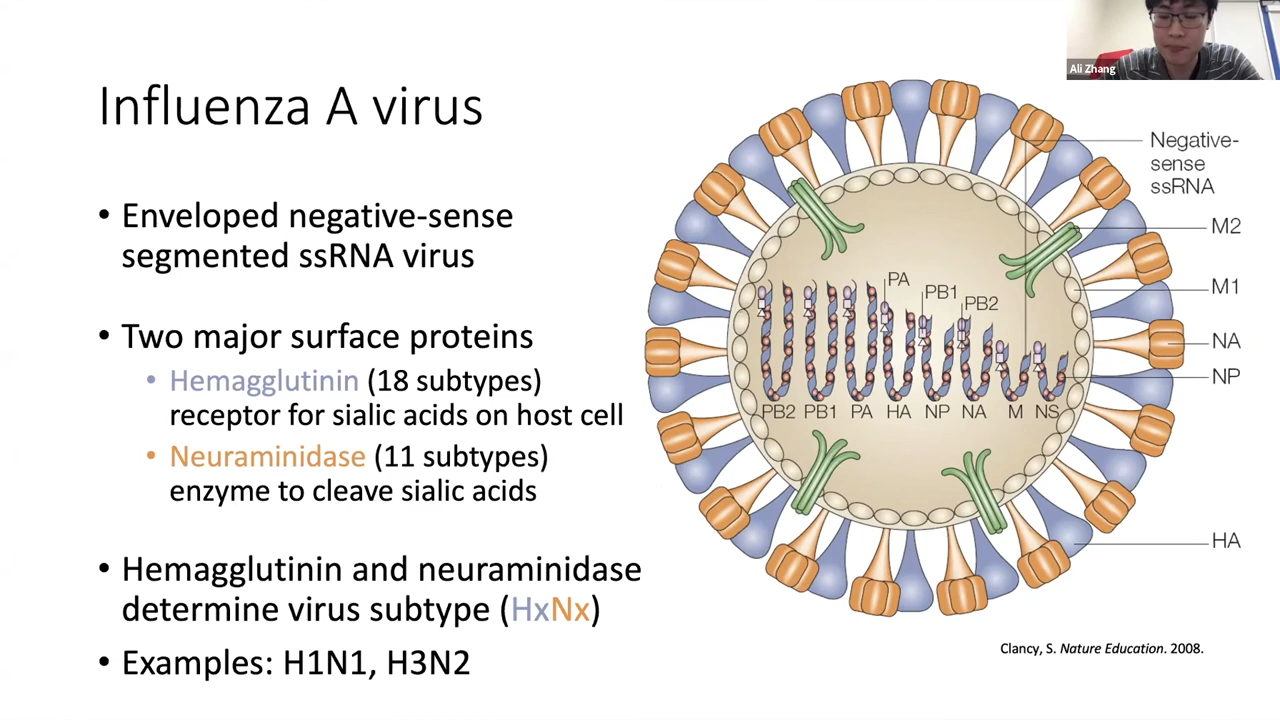 Ali Zhang
Influenza A virus
• Enveloped negative-sense
segmented ssRNA virus
• Two major surface proteins
• Hemagglutinin (18 subtypes)
receptor for sialic acids on host cell
• Neuraminidase (11 subtypes)
enzyme to cleave sialic acids
• Hemagglutinin and neuraminidase
determine virus subtype (HxNx)
• Examples: H1N1, H3N2
Negative-
sense
ssRNA
M2
M1
NA
NP
HA
PA
PB1
PB2
PB2 PB1 PA HA NP NA M NS
Clancy, S. Nature Education. 2008.